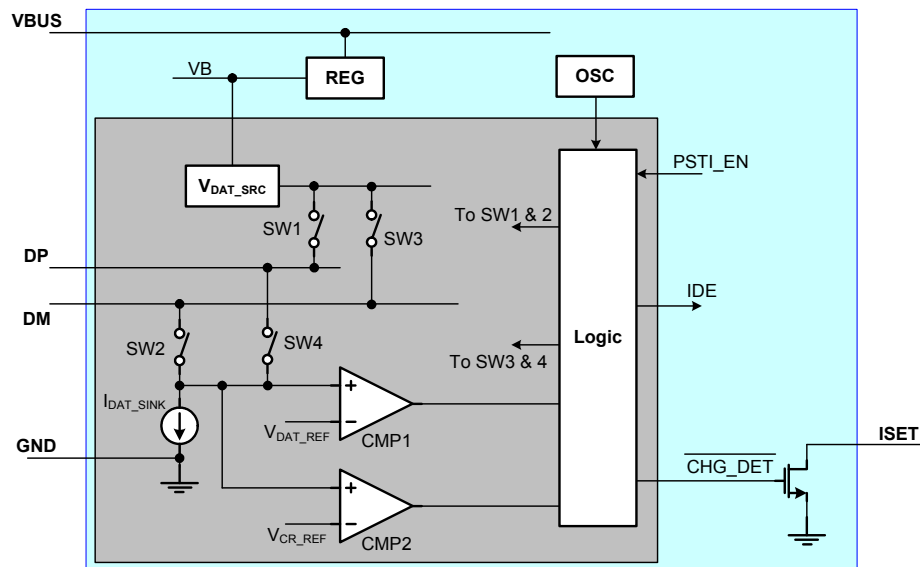 VBUS
VB
REG
OSC
VDAT_SRC
PSTI_EN
To SW1 & 2
SW1
SW3
DP
IDE
DM
Logic
SW2
SW4
To SW3 & 4
IDAT_SINK
+
−
VDAT_REF
CMP1
GND
ISET
CHG_DET
+
−
VCR_REF
CMP2